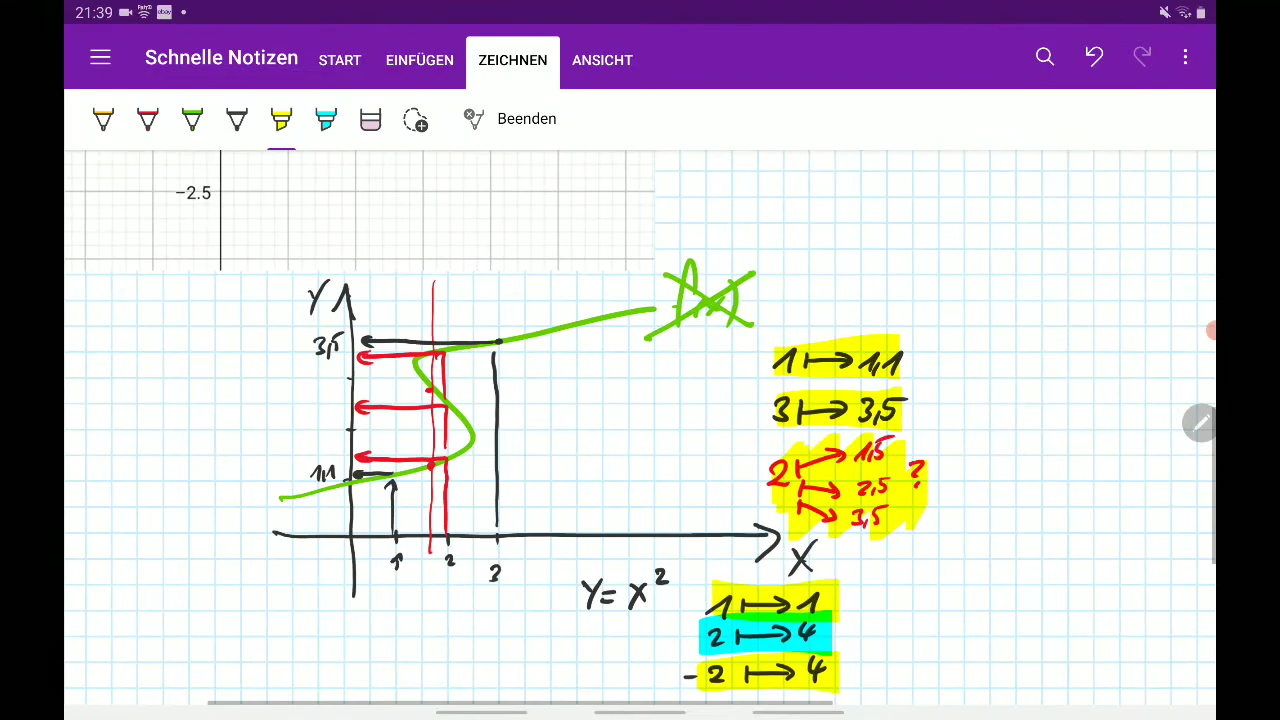 21:39
Schnelle Notizen START EINFÜGEN ZEICHNEN ANSICHT
Beenden
−2.5
Y
3,5
1,1
1 2 3
X
1 ↦ 1,1
3 ↦ 3,5
2 → 1,5
→ 2,5 ?
→ 3,5
Y = X²
1 ↦ 1
2 ↦ 4
-2 ↦ 4